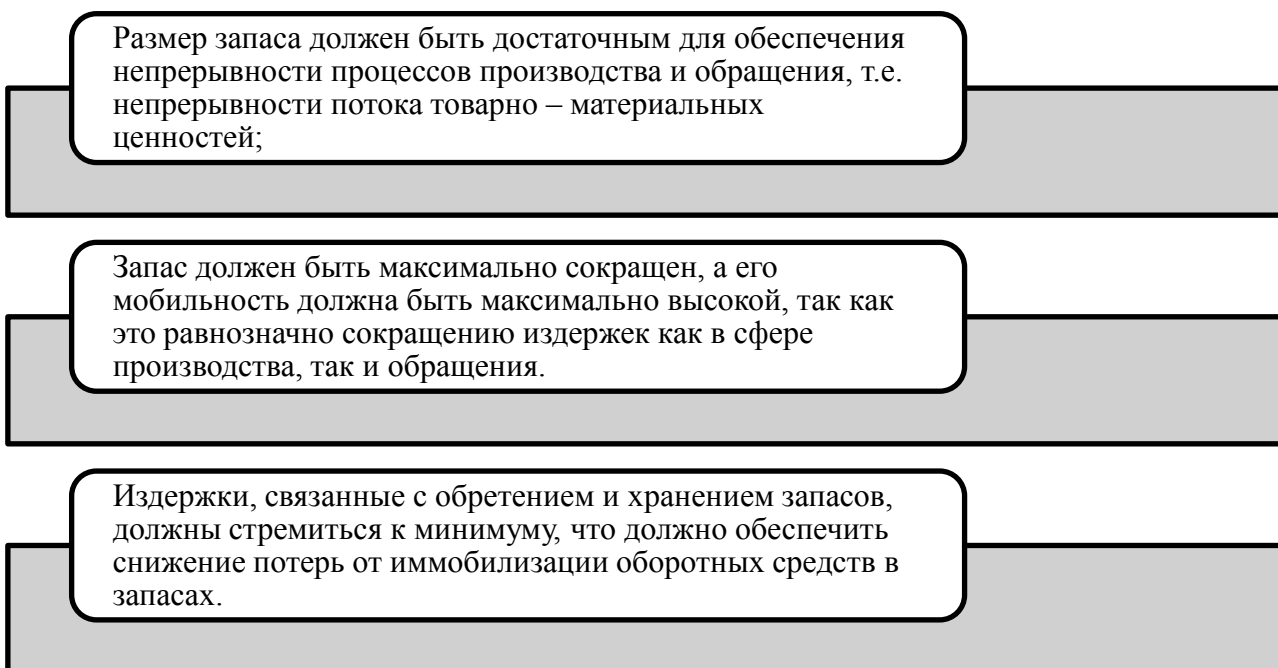 Размер запаса должен быть достаточным для обеспечения
непрерывности процессов производства и обращения, т.е.
непрерывности потока товарно – материальных
ценностей;
Запас должен быть максимально сокращен, а его
мобильность должна быть максимально высокой, так как
это равнозначно сокращению издержек как в сфере
производства, так и обращения.
Издержки, связанные с обретением и хранением запасов,
должны стремиться к минимуму, что должно обеспечить
снижение потерь от иммобилизации оборотных средств в
запасах.